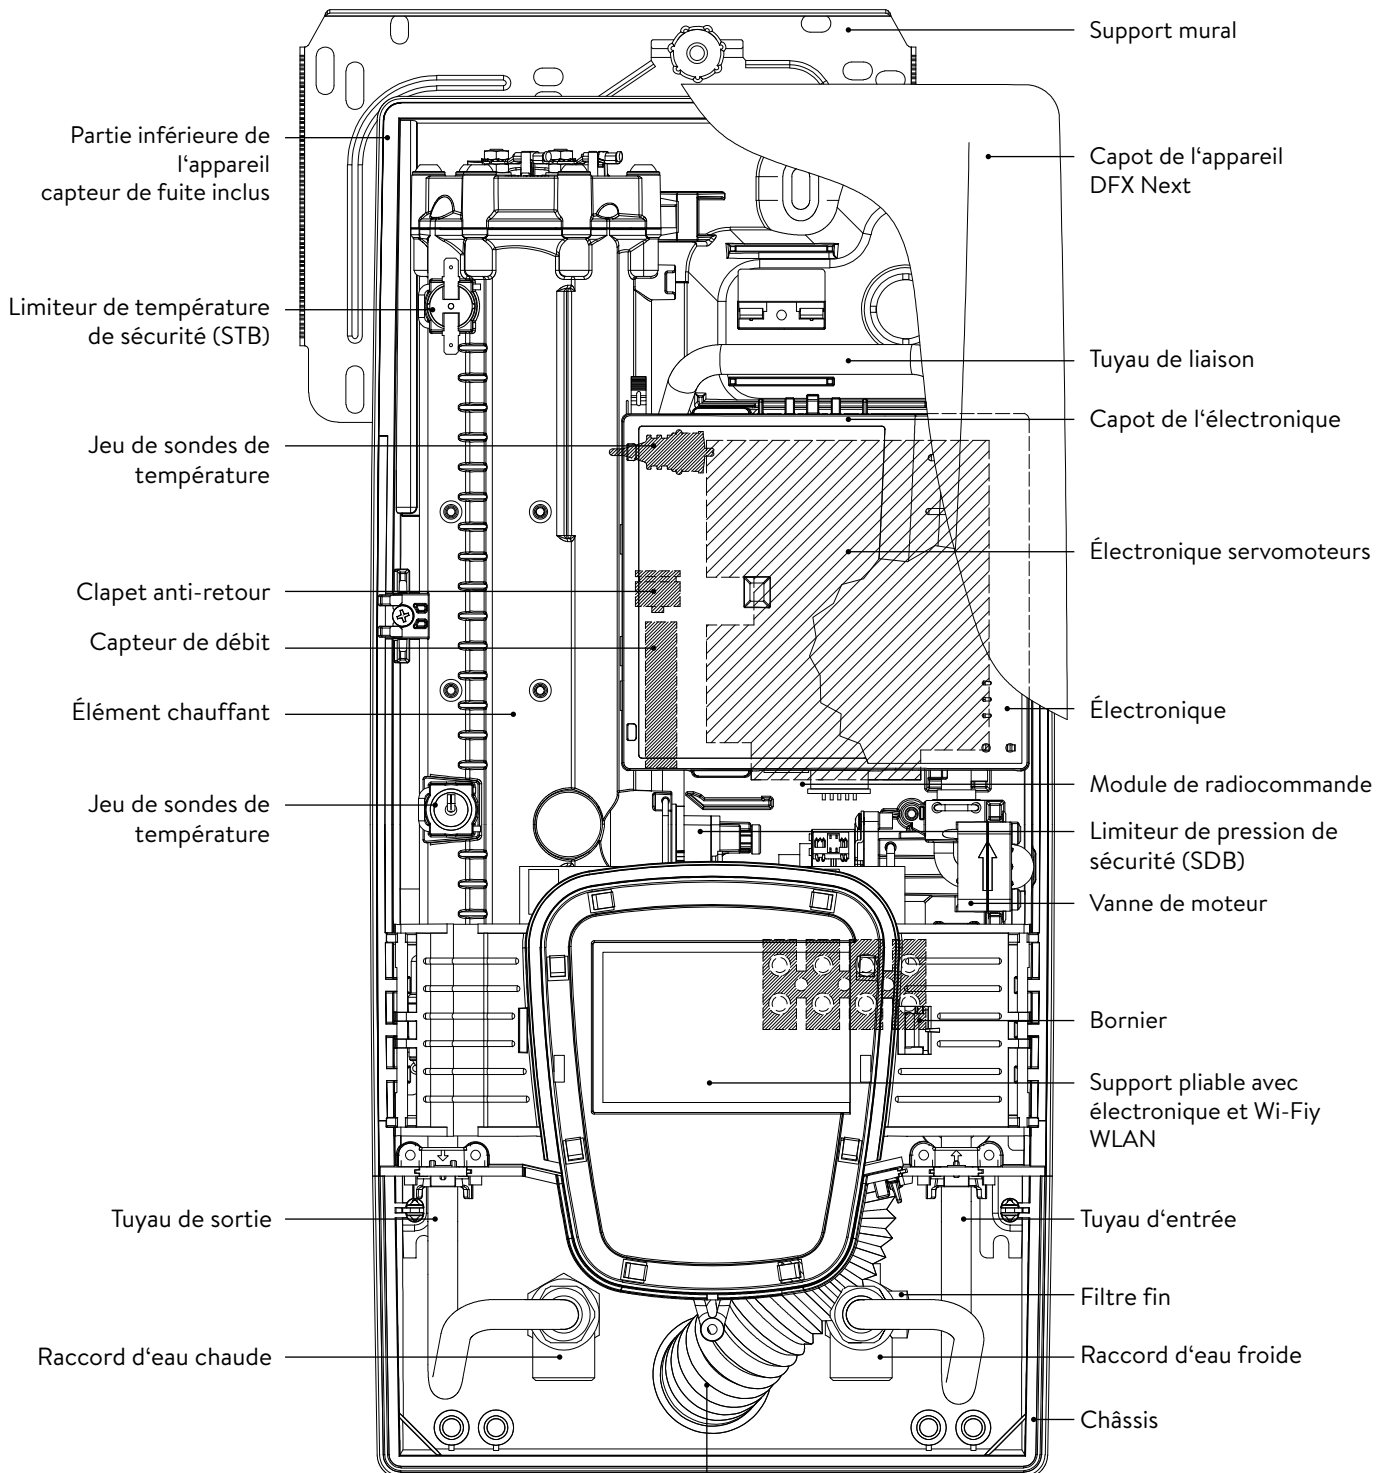 Support mural
Partie inférieure de
l‘appareil
capteur de fuite inclus
Capot de l‘appareil
DFX Next
Limiteur de température
de sécurité (STB)
Tuyau de liaison
Capot de l‘électronique
Jeu de sondes de
température
Électronique servomoteurs
Clapet anti-retour
Capteur de débit
Élément chauffant
Électronique
Module de radiocommande
Jeu de sondes de
température
Limiteur de pression de
sécurité (SDB)
Vanne de moteur
Bornier
Support pliable avec
électronique et Wi-Fiy
WLAN
Tuyau de sortie
Tuyau d‘entrée
Filtre fin
Raccord d‘eau chaude
Raccord d‘eau froide
Châssis